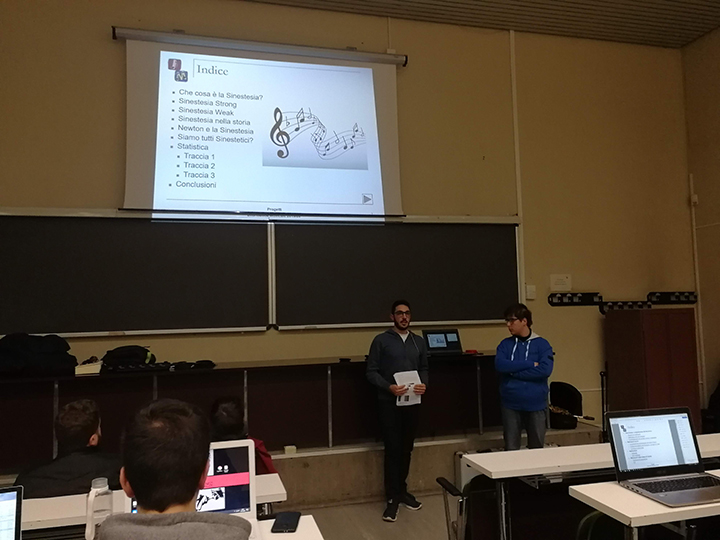 Indice
Che cosa è la Sinestesia?
Sinestesia Strong
Sinestesia Weak
Sinestesia nella storia
Newton e la Sinestesia
Siamo tutti Sinestetici?
Statistica
Traccia 1
Traccia 2
Traccia 3
Conclusioni